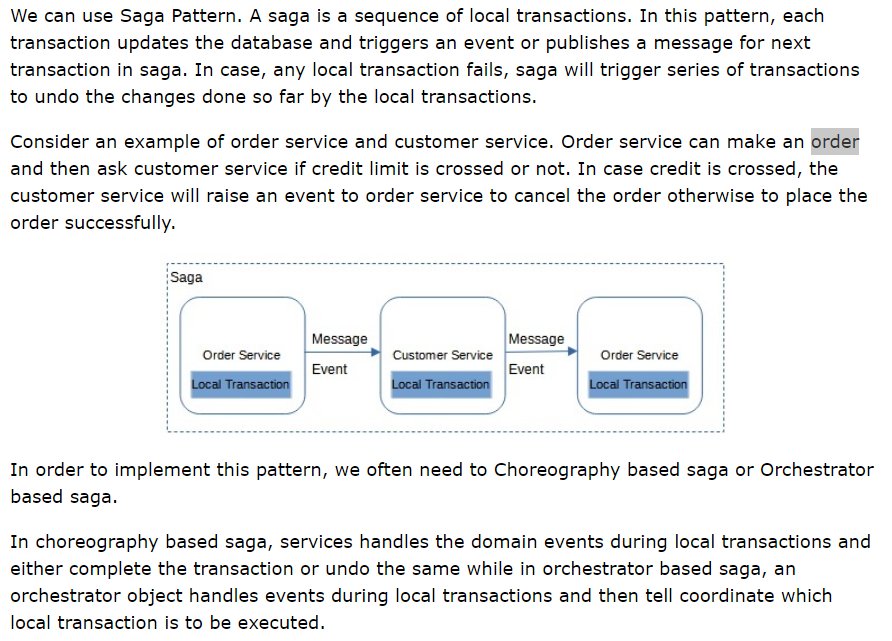 We can use Saga Pattern. A saga is a sequence of local transactions. In this pattern, each
transaction updates the database and triggers an event or publishes a message for next
transaction in saga. In case, any local transaction fails, saga will trigger series of transactions
to undo the changes done so far by the local transactions.
Consider an example of order service and customer service. Order service can make an order
and then ask customer service if credit limit is crossed or not. In case credit is crossed, the
customer service will raise an event to order service to cancel the order otherwise to place the
order successfully.
Saga
Order Service
Local Transaction
Message
Event
Customer Service
Local Transaction
Message
Event
Order Service
Local Transaction
In order to implement this pattern, we often need to Choreography based saga or Orchestrator
based saga.
In choreography based saga, services handles the domain events during local transactions and
either complete the transaction or undo the same while in orchestrator based saga, an
orchestrator object handles events during local transactions and then tell coordinate which
local transaction is to be executed.